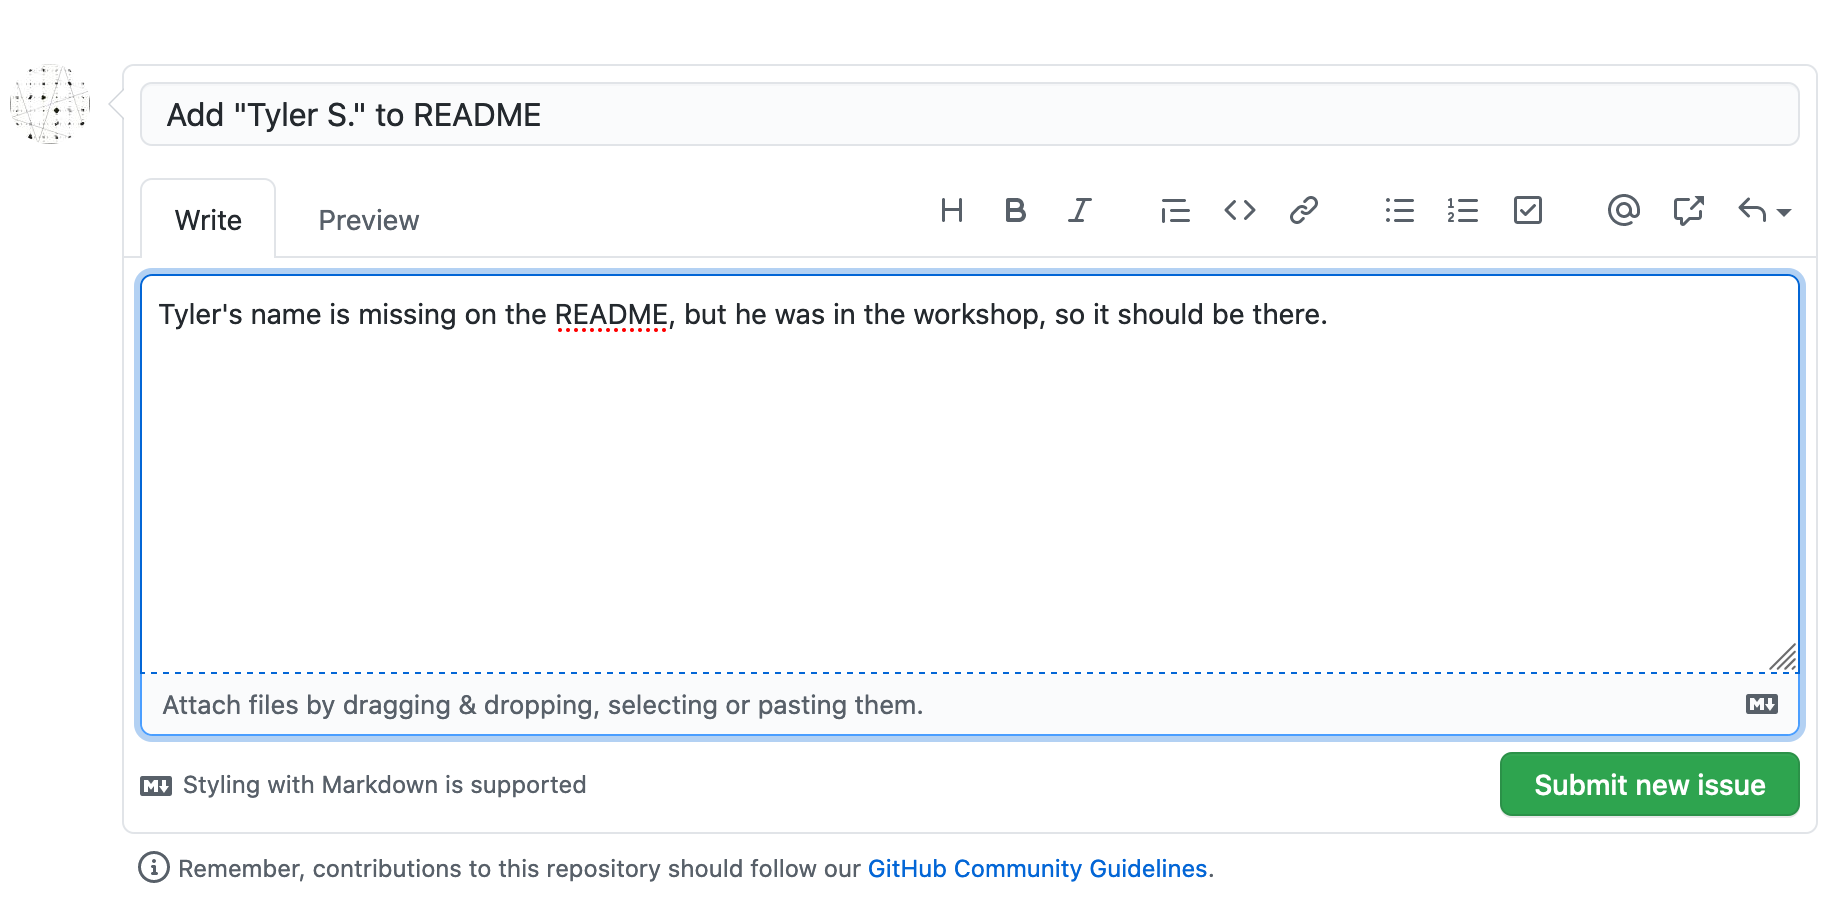 Add "Tyler S." to README
Write Preview
Tyler's name is missing on the README, but he was in the workshop, so it should be there.
Attach files by dragging & dropping, selecting or pasting them.
Styling with Markdown is supported
Submit new issue
Remember, contributions to this repository should follow our GitHub Community Guidelines.